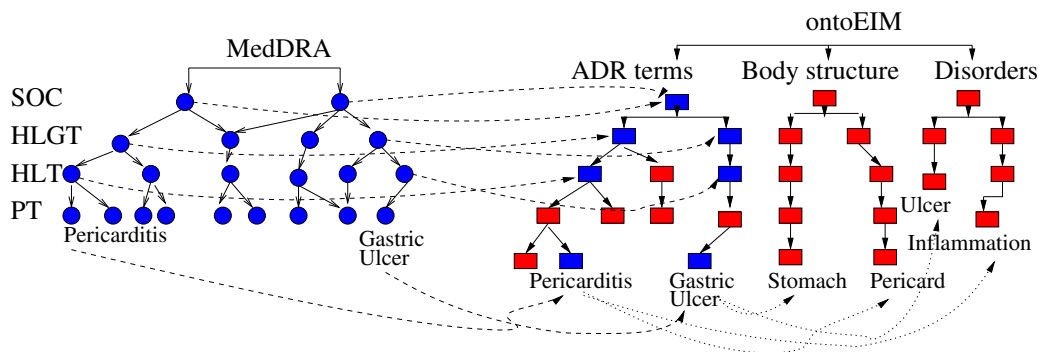 ontoEIM
MedDRA
ADR terms
Body structure
Disorders
SOC
HLGT
HLT
PT
Ulcer
Pericarditis
Gastric
Ulcer
Inflammation
Pericarditis
Gastric
Ulcer
Stomach
Pericard